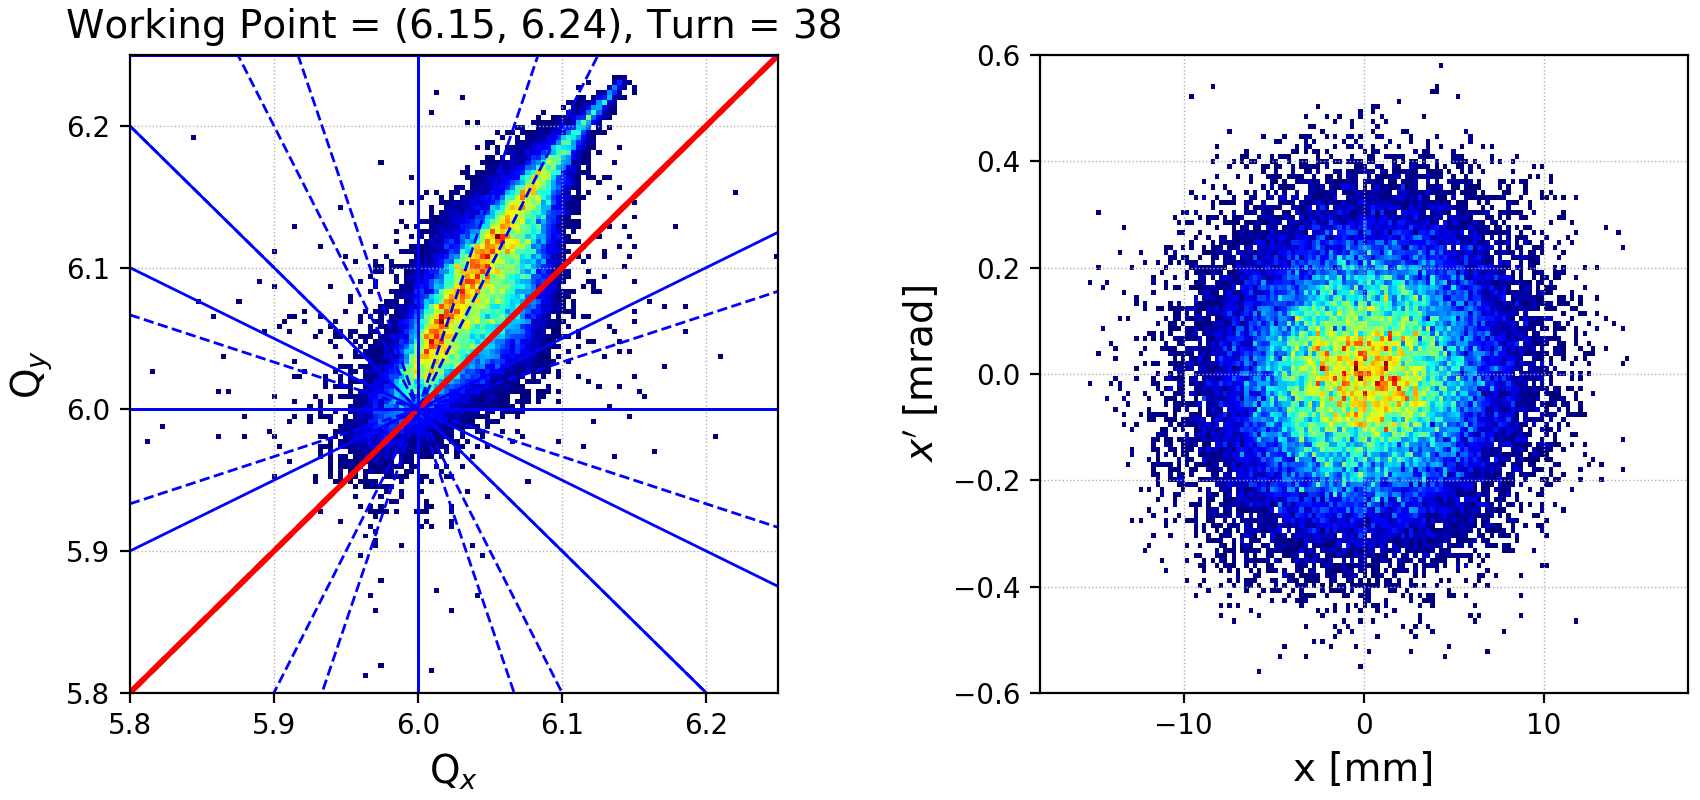 Working Point = (6.15, 6.24), Turn = 38
6.2
6.1
6.0
5.9
5.8
Qy
5.8 5.9 6.0 6.1 6.2
Qx
0.6
0.4
0.2
0.0
−0.2
−0.4
−0.6
x′ [mrad]
−10 0 10
x [mm]